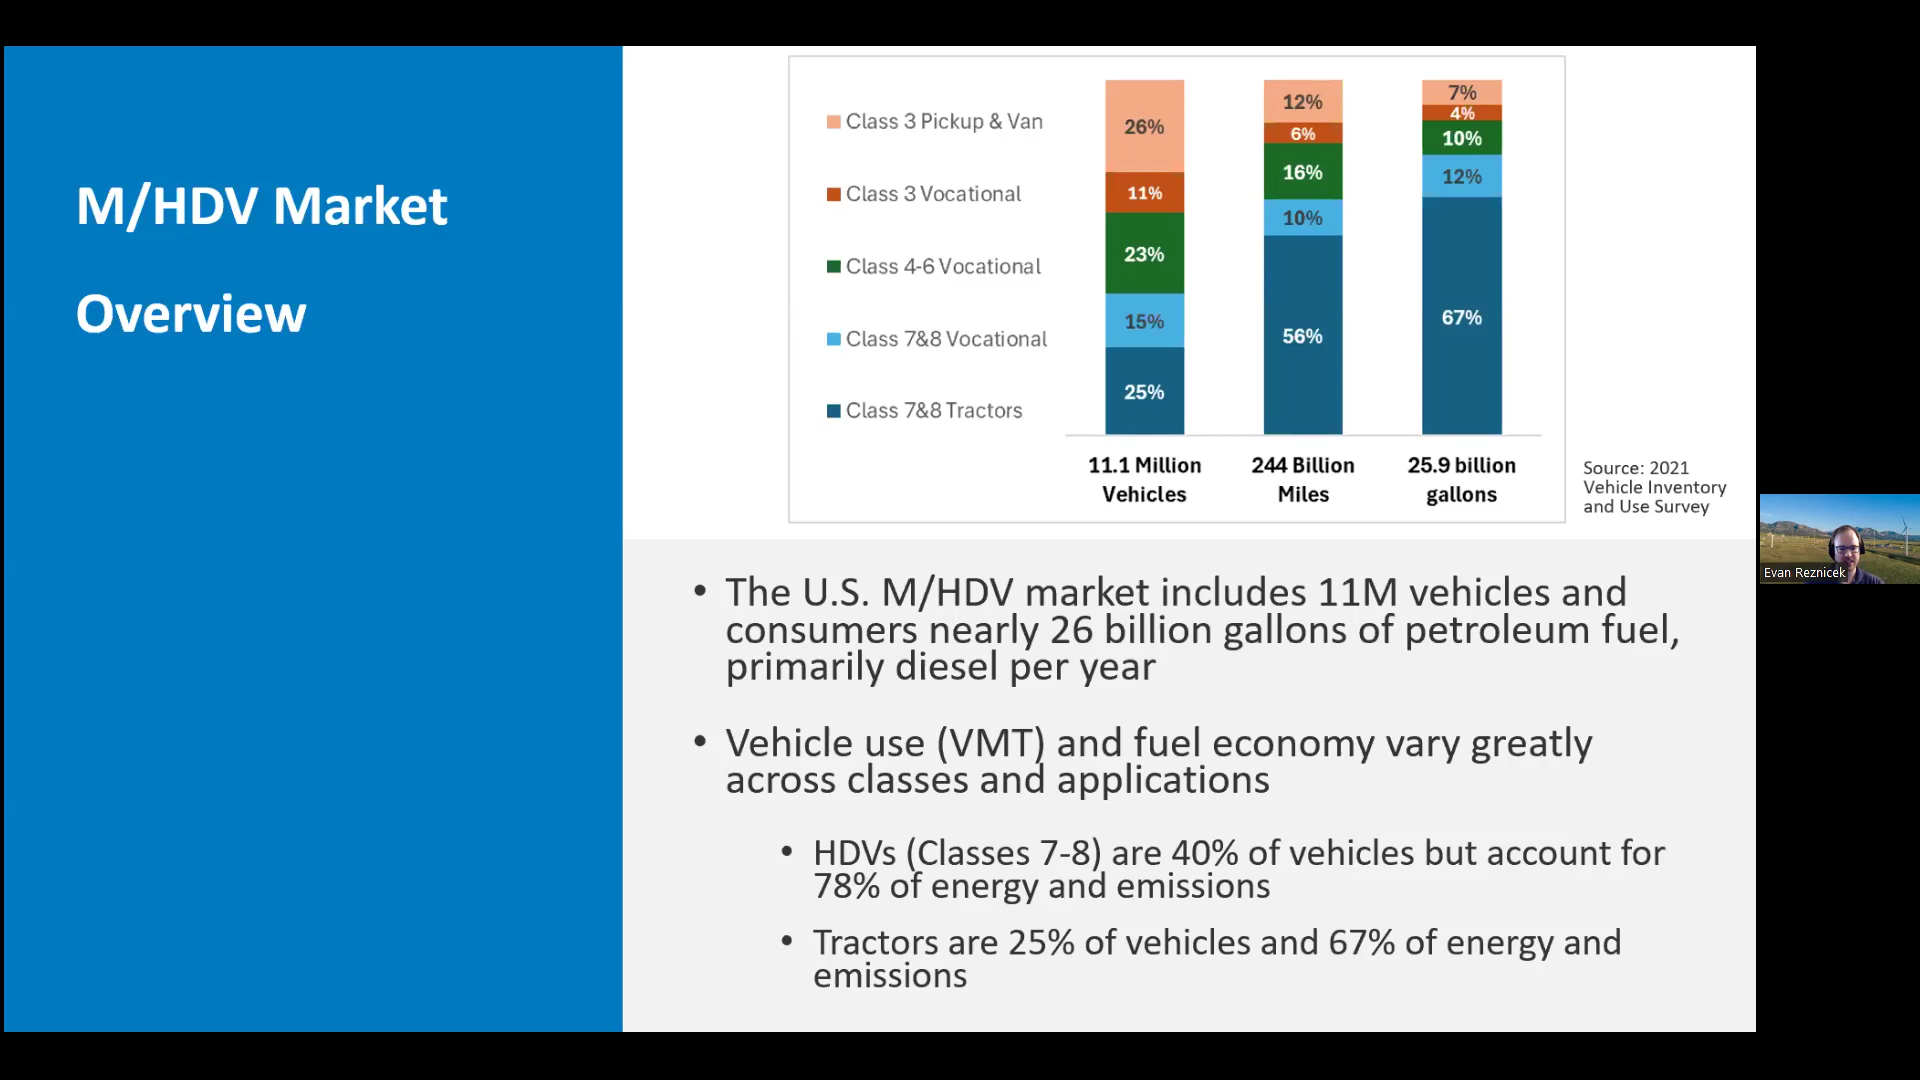 M/HDV Market
Overview
Class 3 Pickup & Van
Class 3 Vocational
Class 4-6 Vocational
Class 7&8 Vocational
Class 7&8 Tractors
26%
11%
23%
15%
25%
12%
6%
16%
10%
56%
7%
4%
10%
12%
67%
11.1 Million
Vehicles
244 Billion
Miles
25.9 billion
gallons
Source: 2021
Vehicle Inventory
and Use Survey
• The U.S. M/HDV market includes 11M vehicles and
consumers nearly 26 billion gallons of petroleum fuel,
primarily diesel per year
• Vehicle use (VMT) and fuel economy vary greatly
across classes and applications
• HDVs (Classes 7-8) are 40% of vehicles but account for
78% of energy and emissions
• Tractors are 25% of vehicles and 67% of energy and
emissions
Evan Reznicek